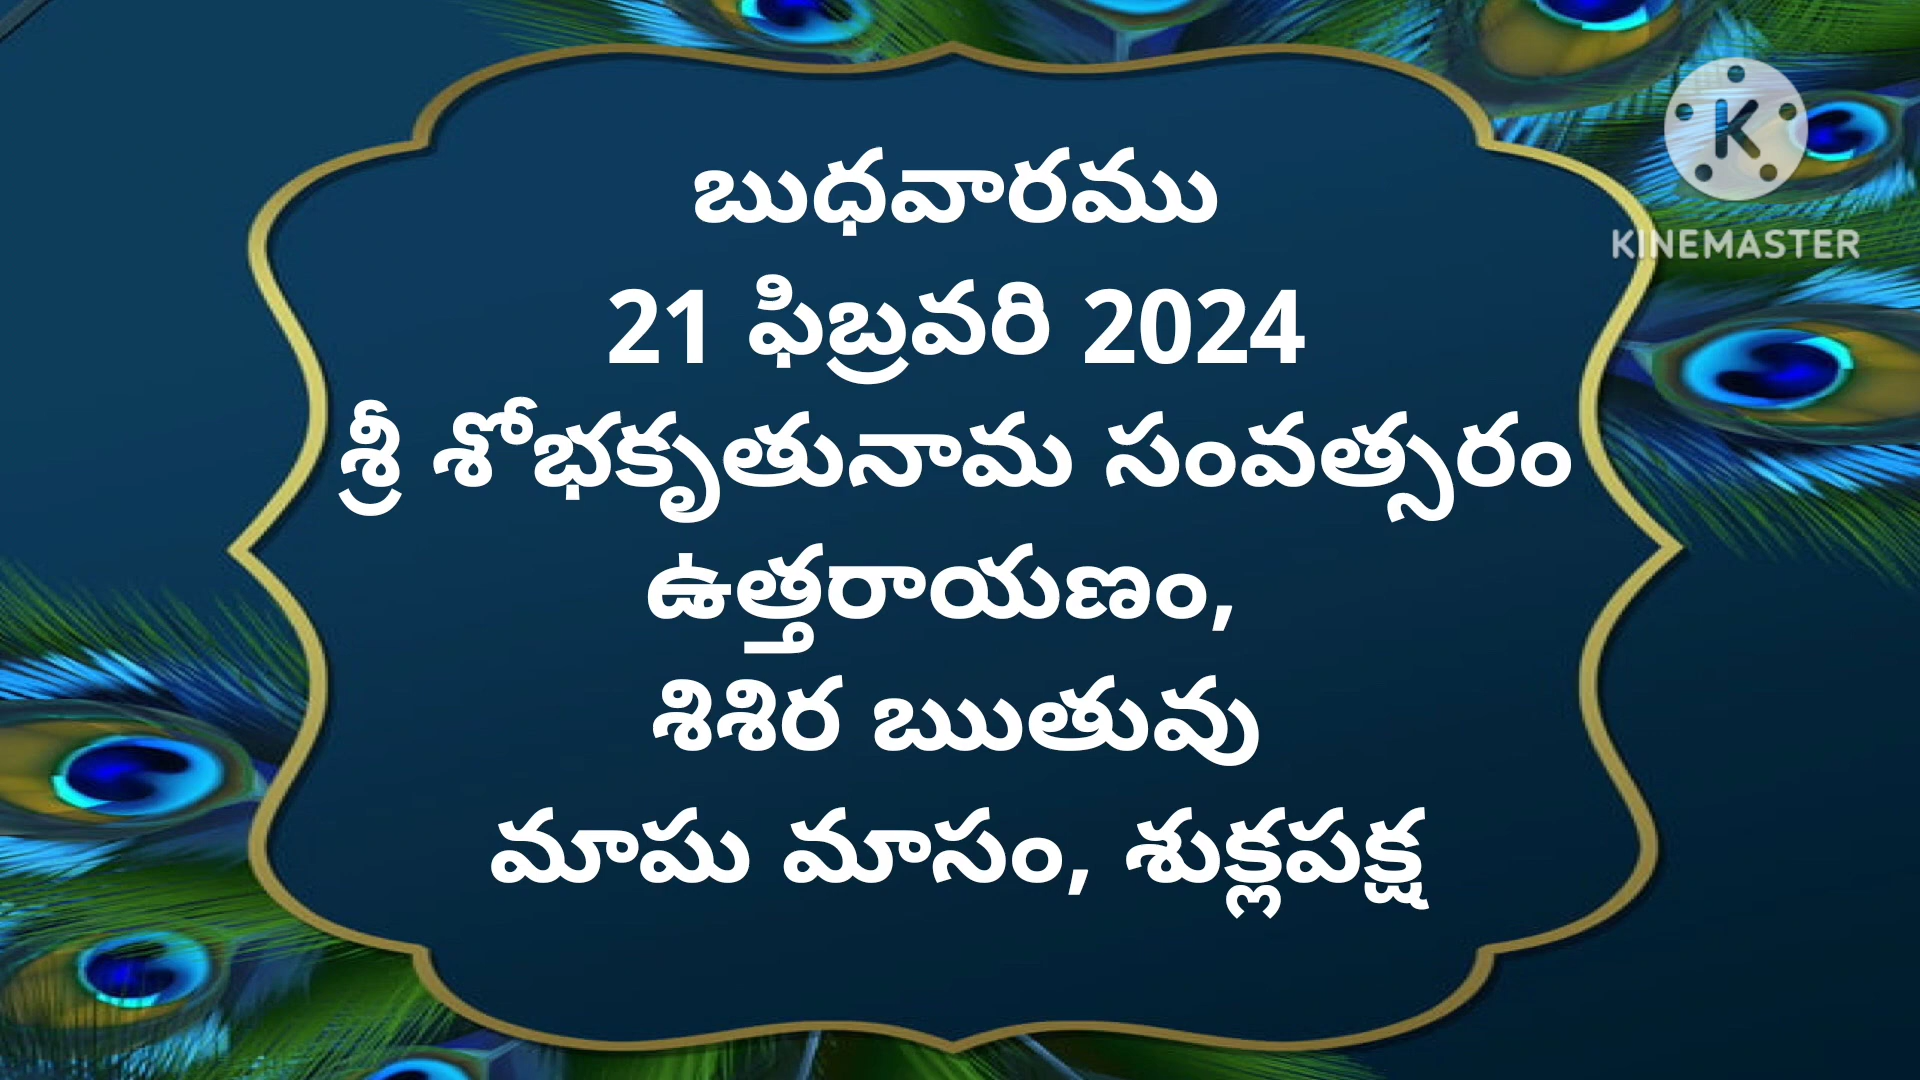 బుధవారము
21 ఫిబ్రవరి 2024
శ్రీ శోభకృతునామ సంవత్సరం
ఉత్తరాయణం,
శిశిర ఋతువు
మాఘ మాసం, శుక్లపక్ష
KINEMASTER